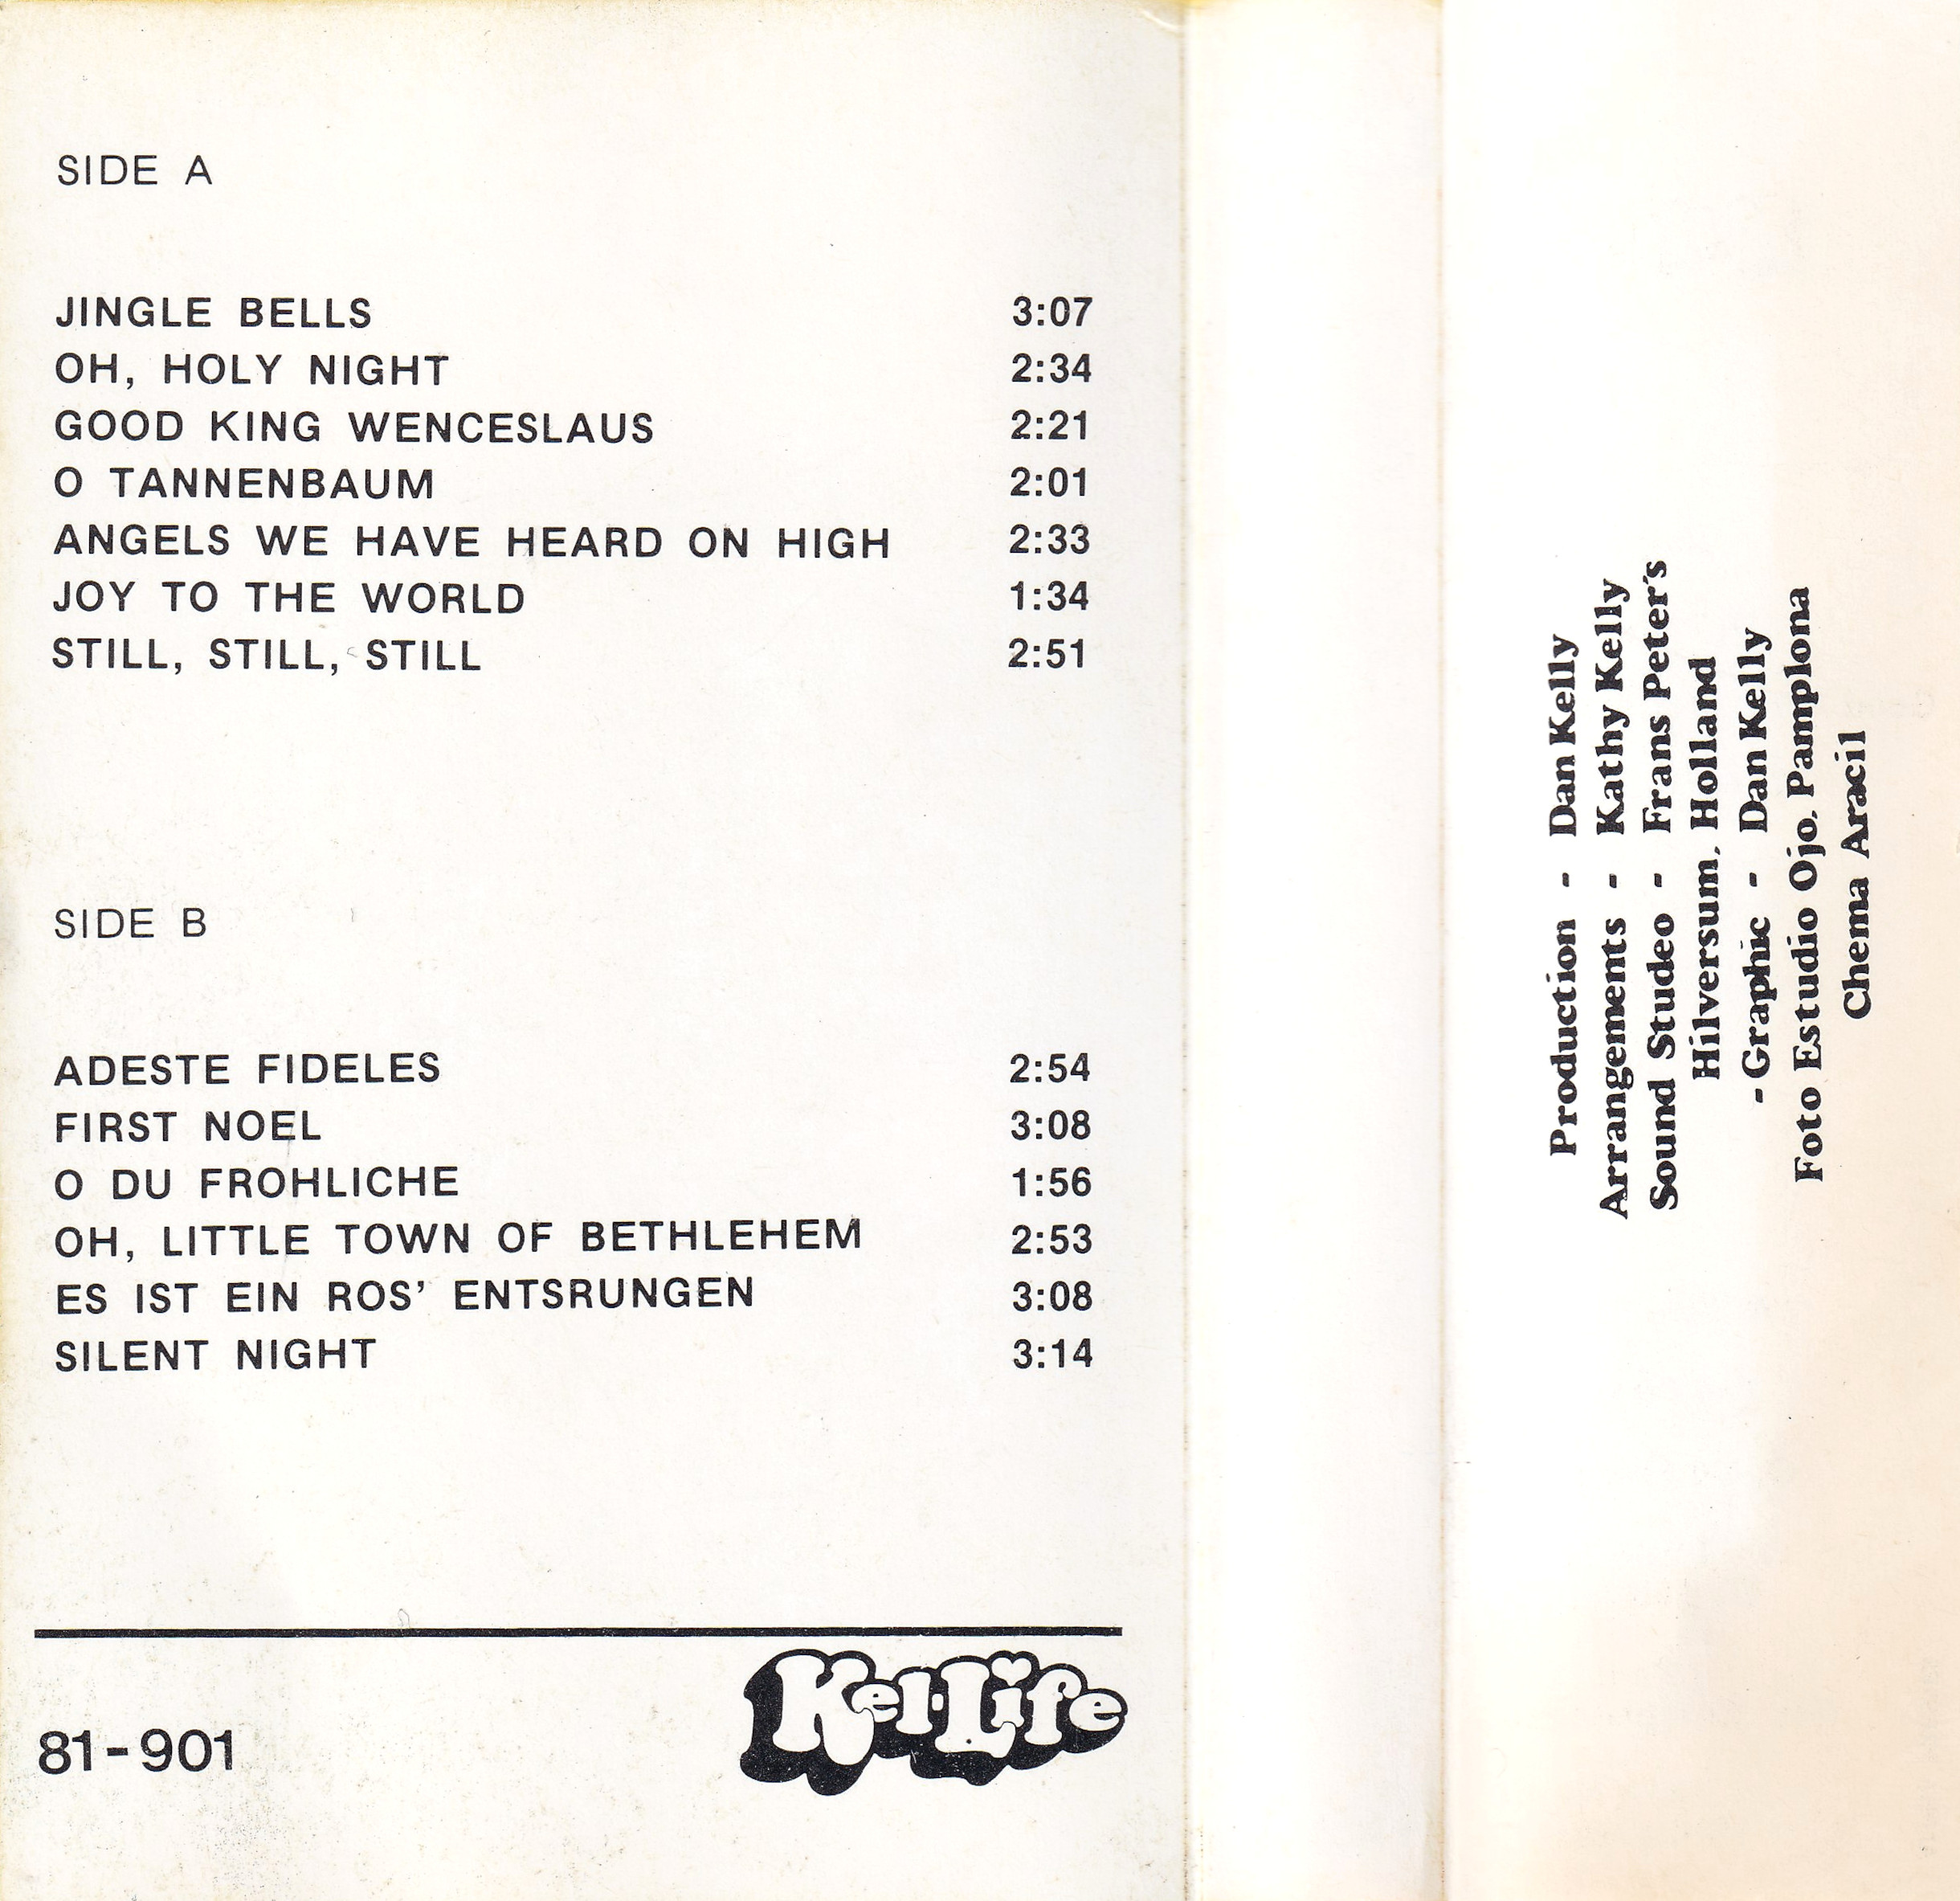 SIDE A
JINGLE BELLS 3:07
OH, HOLY NIGHT 2:34
GOOD KING WENCESLAUS 2:21
O TANNENBAUM 2:01
ANGELS WE HAVE HEARD ON HIGH 2:33
JOY TO THE WORLD 1:34
STILL, STILL, STILL 2:51
SIDE B
ADESTE FIDELES 2:54
FIRST NOEL 3:08
O DU FROHLICHE 1:56
OH, LITTLE TOWN OF BETHLEHEM 2:53
ES IST EIN ROS' ENTSRUNGEN 3:08
SILENT NIGHT 3:14
81-901
Kel-Life
Production - Dan Kelly
Arrangements - Kathy Kelly
Sound Studeo - Frans Peter's
Hilversum, Holland
- Graphic - Dan Kelly
Foto Estudio Ojo. Pamplona
Chema Aracil